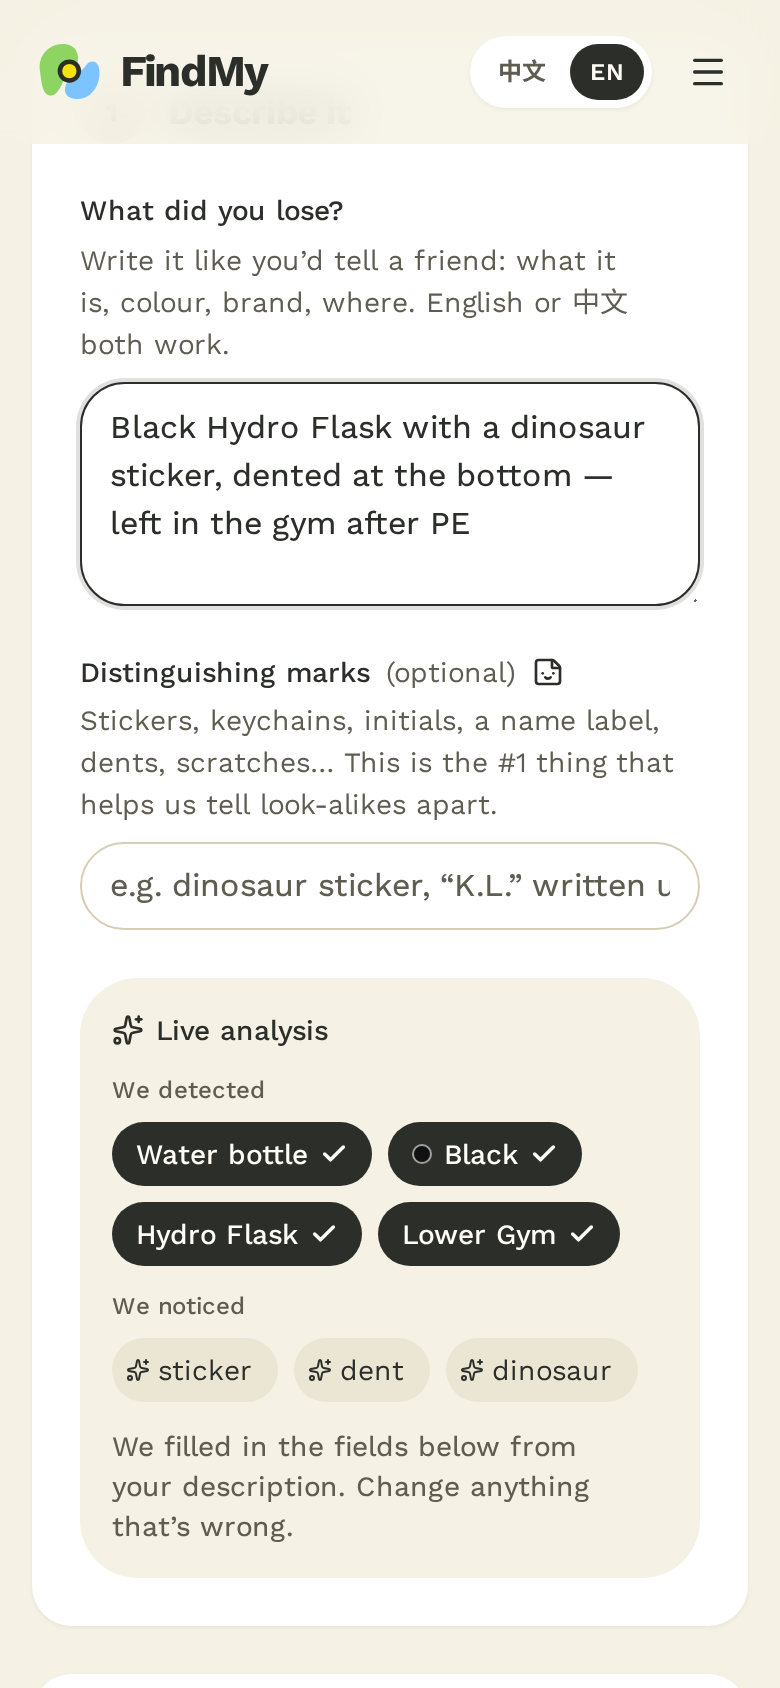 FindMy
中文
EN
Describe it
What did you lose?
Write it like you’d tell a friend: what it
is, colour, brand, where. English or 中文
both work.
Black Hydro Flask with a dinosaur
sticker, dented at the bottom —
left in the gym after PE
Distinguishing marks (optional)
Stickers, keychains, initials, a name label,
dents, scratches... This is the #1 thing that
helps us tell look-alikes apart.
e.g. dinosaur sticker, “K.L.” written
Live analysis
We detected
Water bottle
Black
Hydro Flask
Lower Gym
We noticed
sticker
dent
dinosaur
We filled in the fields below from
your description. Change anything
that’s wrong.